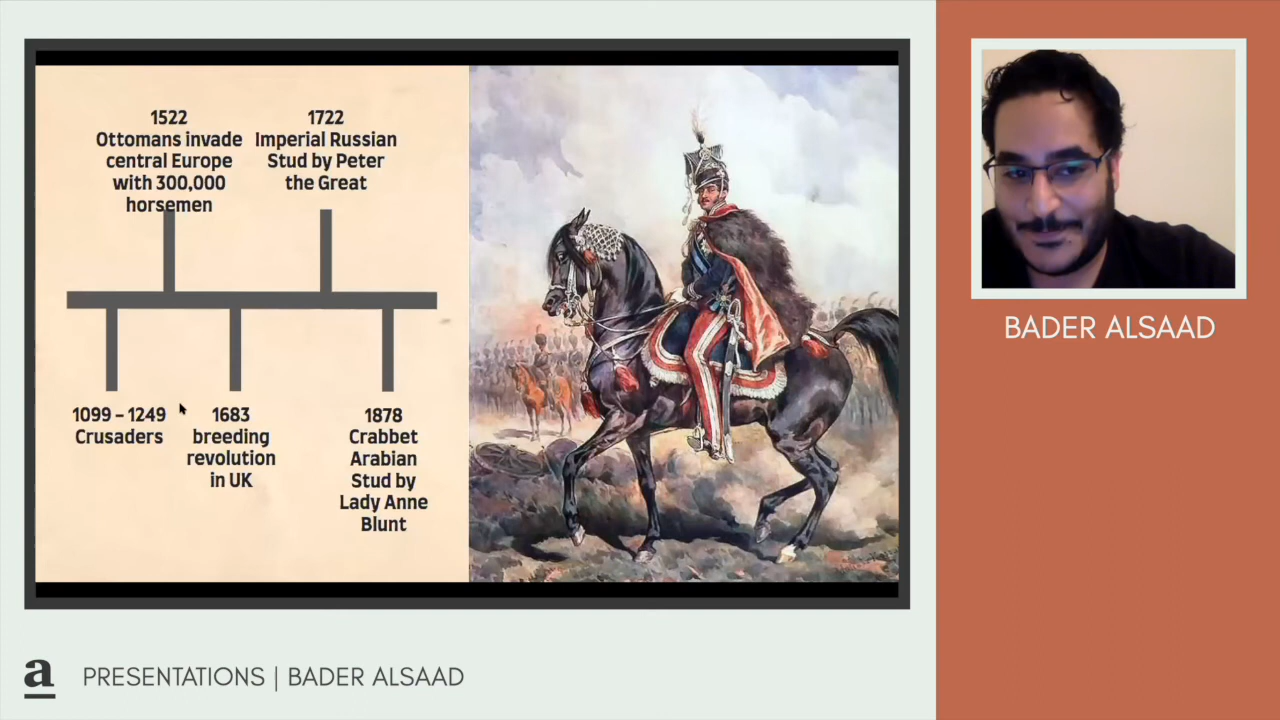 1522
Ottomans invade
central Europe
with 300,000
horsemen
1722
Imperial Russian
Stud by Peter
the Great
1099 – 1249
Crusaders
1683
breeding
revolution
in UK
1878
Crabbet
Arabian
Stud by
Lady Anne
Blunt
BADER ALSAAD
a
PRESENTATIONS | BADER ALSAAD